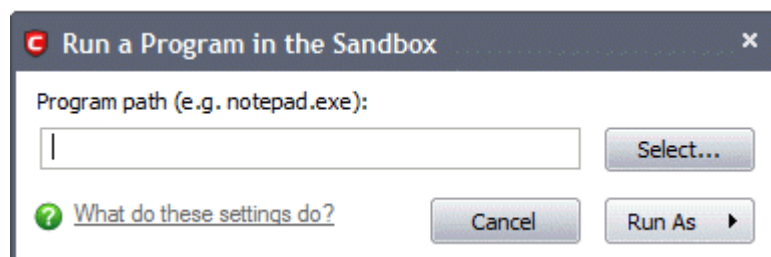 Run a Program in the Sandbox
Program path (e.g. notepad.exe):
Select...
What do these settings do?
Cancel
Run As